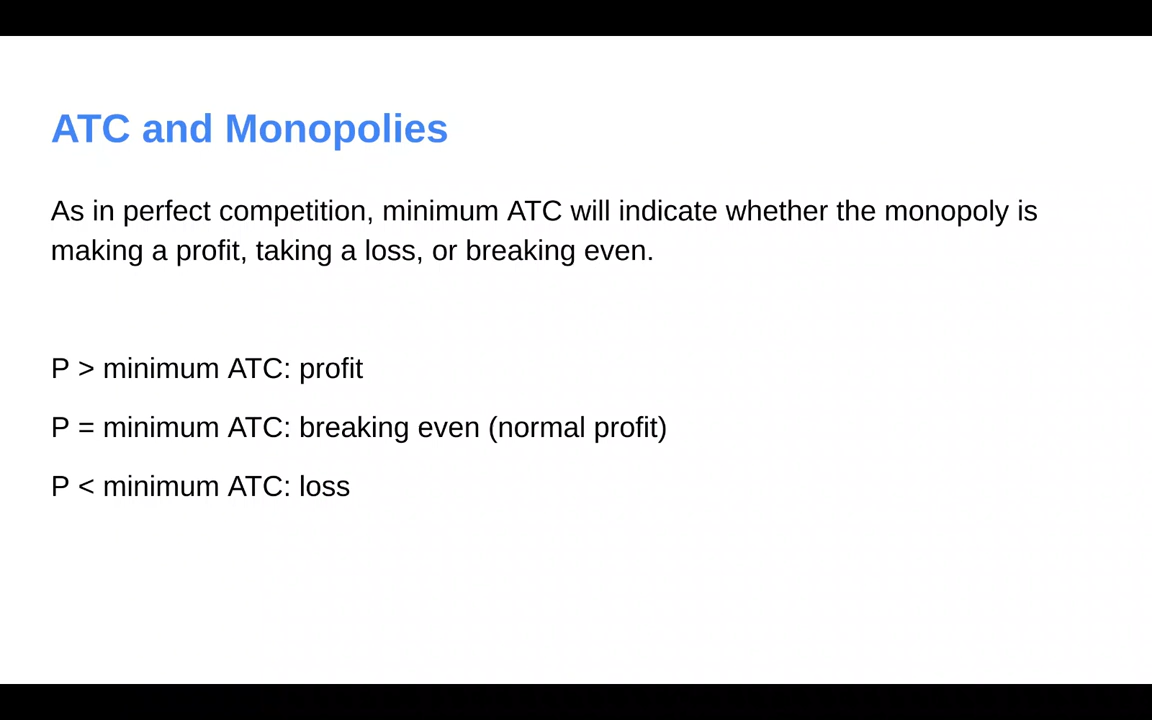 ATC and Monopolies
As in perfect competition, minimum ATC will indicate whether the monopoly is
making a profit, taking a loss, or breaking even.
P > minimum ATC: profit
P = minimum ATC: breaking even (normal profit)
P < minimum ATC: loss